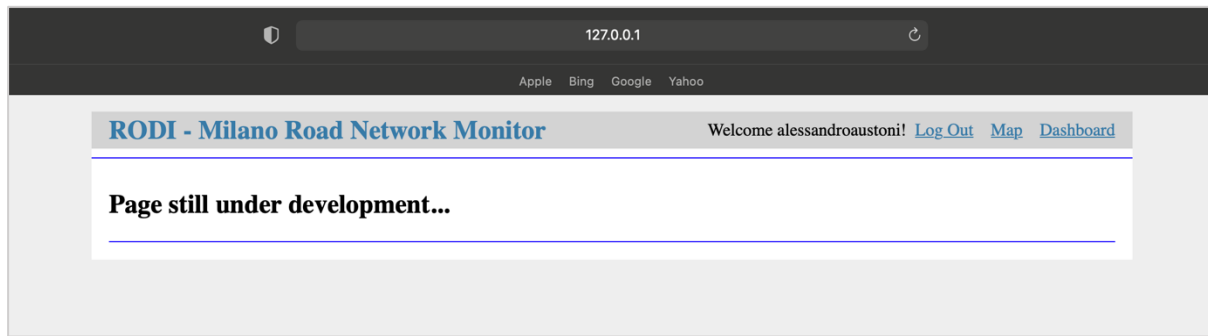 127.0.0.1
Apple Bing Google Yahoo
RODI - Milano Road Network Monitor Welcome alessandroaustoni! Log Out Map Dashboard
Page still under development...